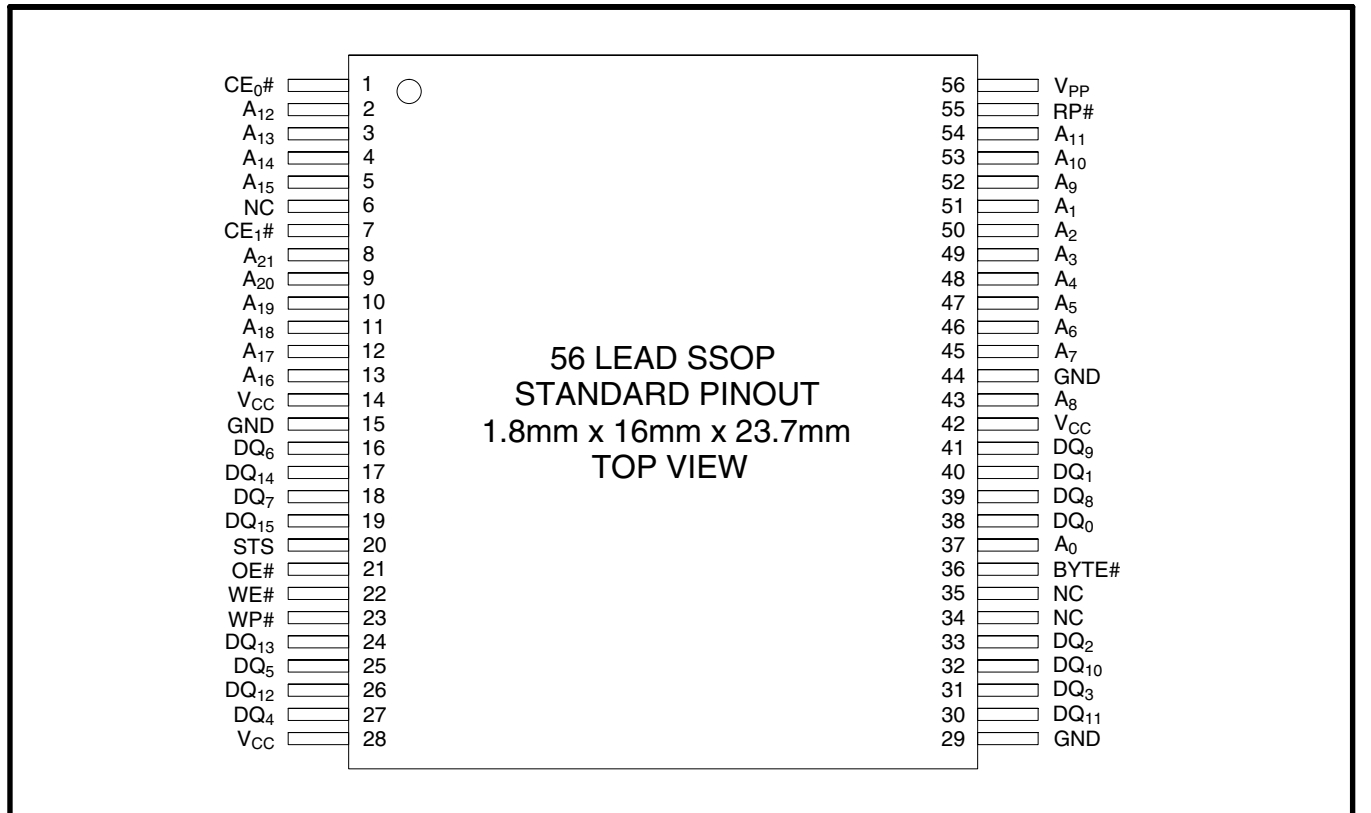 CE0# 1 56 VPP
A12 2 55 RP#
A13 3 54 A11
A14 4 53 A10
A15 5 52 A9
NC 6 51 A1
CE1# 7 50 A2
A21 8 49 A3
A20 9 48 A4
A19 10 47 A5
A18 11 46 A6
A17 12 45 A7
A16 13 44 GND
VCC 14 43 A8
GND 15 42 VCC
DQ6 16 41 DQ9
DQ14 17 40 DQ1
DQ7 18 39 DQ8
DQ15 19 38 DQ0
STS 20 37 A0
OE# 21 36 BYTE#
WE# 22 35 NC
WP# 23 34 NC
DQ13 24 33 DQ2
DQ5 25 32 DQ10
DQ12 26 31 DQ3
DQ4 27 30 DQ11
VCC 28 29 GND
56 LEAD SSOP
STANDARD PINOUT
1.8mm x 16mm x 23.7mm
TOP VIEW